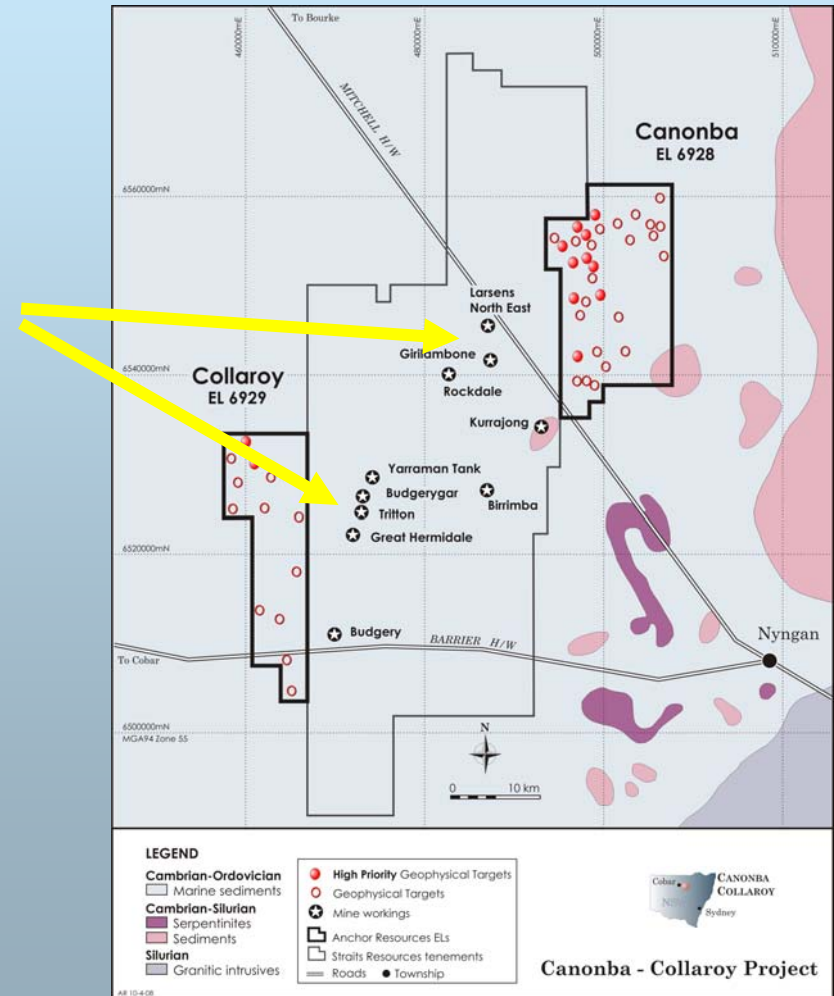 To Bourke
460000mE
480000mE
500000mE
510000mE
MITCHELL H/W
Canonba
EL 6928
6560000mN
Larsens
North East
Girilambone
6540000mN
Rockdale
Collaroy
EL 6929
Kurrajong
Yarraman Tank
Budgerygar
Birrimba
Tritton
Great Hermidale
6520000mN
Budgery
BARRIER H/W
Nyngan
To Cobar
6500000mN
MGA94 Zone 55
N
0 10 km
LEGEND
Cambrian-Ordovician
Marine sediments
Cambrian-Silurian
Serpentinites
Sediments
Silurian
Granitic intrusives
High Priority Geophysical Targets
Geophysical Targets
Mine workings
Anchor Resources ELs
Straits Resources tenements
Roads Township
Cobar
CANONBA
COLLAROY
NSW
Sydney
Canonba - Collaroy Project
AR 10-4-08